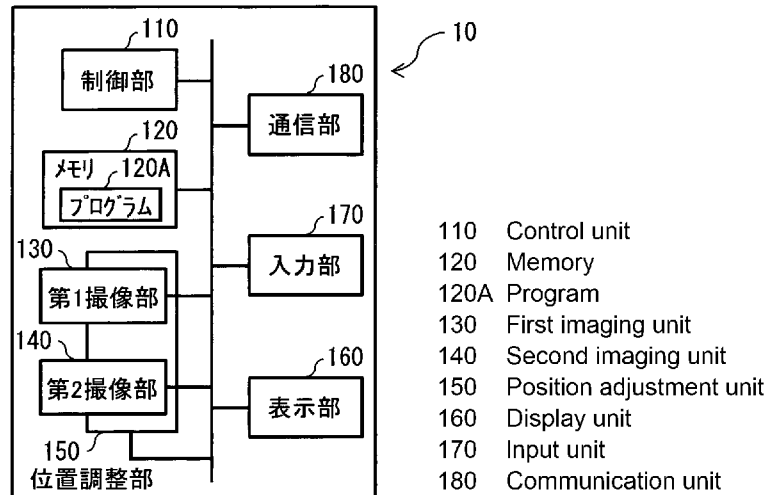 10
110
制御部
180
通信部
120
メモリ 120A
プログラム
170
入力部
130
第1撮像部
140
第2撮像部
160
表示部
150
位置調整部
110 Control unit
120 Memory
120A Program
130 First imaging unit
140 Second imaging unit
150 Position adjustment unit
160 Display unit
170 Input unit
180 Communication unit